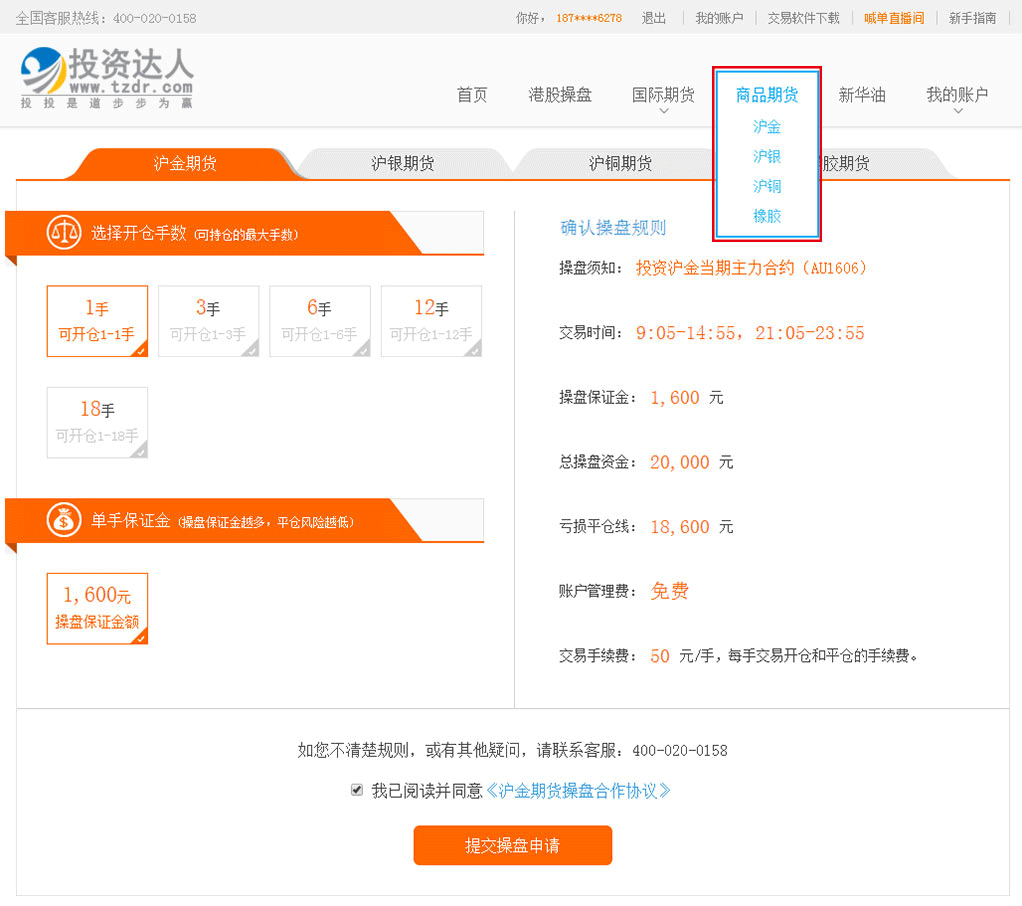 全国客服热线：400-020-0158
你好， 187****6278 退出 我的账户 交易软件下载 喊单直播间 新手指南
投资达人
www.tzdr.com
投投是道步步为赢
首页 港股操盘 国际期货 商品期货 新华油 我的账户
沪金
沪银
沪铜
橡胶
沪金期货 沪银期货 沪铜期货 胶期货
选择开仓手数（可持仓的最大手数）
1手
可开仓1-1手
3手
可开仓1-3手
6手
可开仓1-6手
12手
可开仓1-12手
18手
可开仓1-18手
单手保证金（操盘保证金越多，平仓风险越低）
1,600元
操盘保证金额
确认操盘规则
操盘须知： 投资沪金当期主力合约（AU1606）
交易时间： 9:05-14:55，21:05-23:55
操盘保证金： 1,600 元
总操盘资金： 20,000 元
亏损平仓线： 18,600 元
账户管理费： 免费
交易手续费： 50 元/手，每手交易开仓和平仓的手续费。
如您不清楚规则，或有其他疑问，请联系客服：400-020-0158
我已阅读并同意《沪金期货操盘合作协议》
提交操盘申请